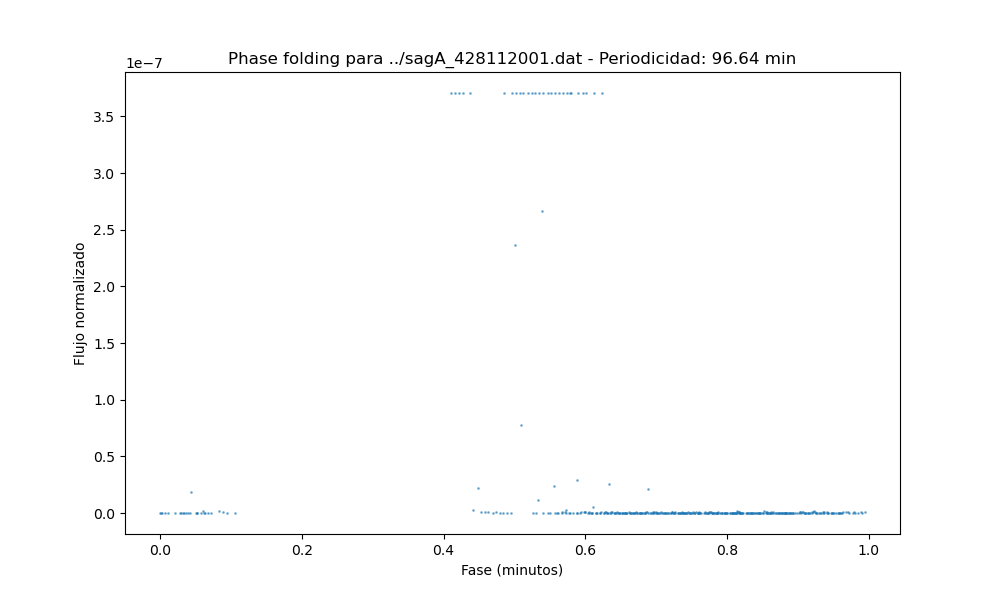 Phase folding para ../sagA_428112001.dat - Periodicidad: 96.64 min
1e−7
3.5
3.0
2.5
2.0
1.5
1.0
0.5
0.0
Flujo normalizado
0.0 0.2 0.4 0.6 0.8 1.0
Fase (minutos)